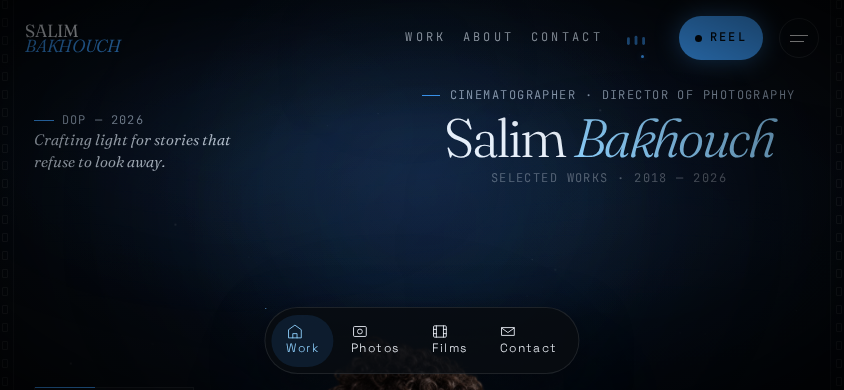 SALIM
BAKHOUCH
WORK ABOUT CONTACT
REEL
CINEMATOGRAPHER · DIRECTOR OF PHOTOGRAPHY
DOP — 2026
Crafting light for stories that
refuse to look away.
Salim Bakhouch
SELECTED WORKS · 2018 — 2026
Work Photos Films Contact